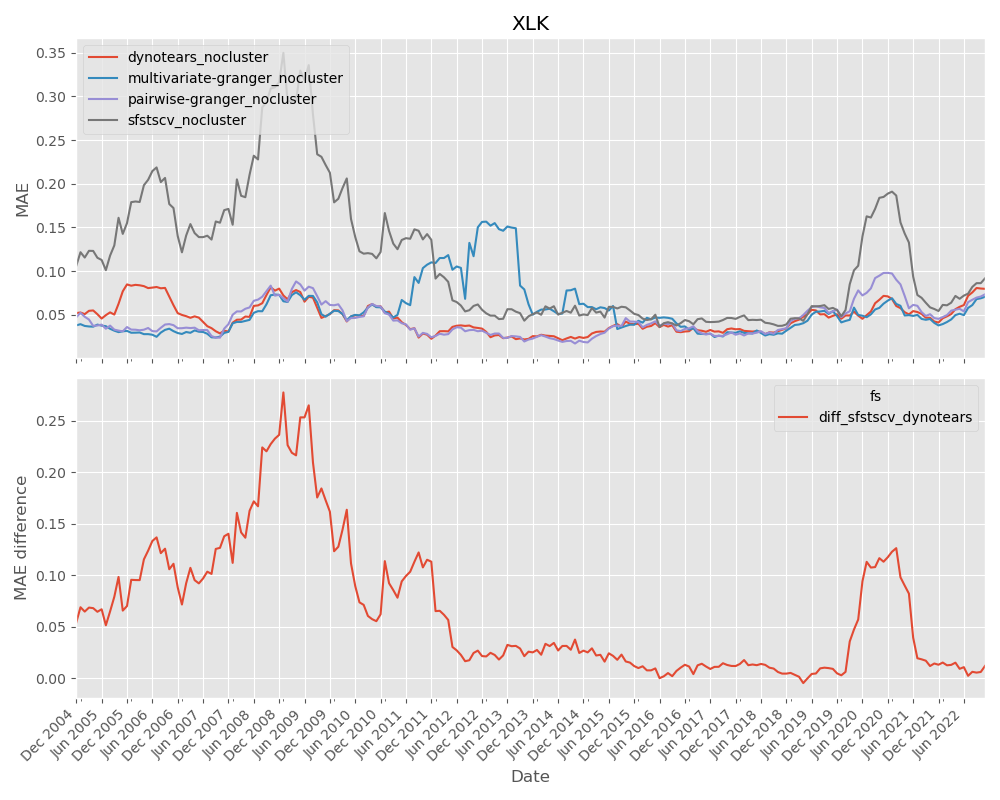 XLK
dynotears_nocluster
multivariate-granger_nocluster
pairwise-granger_nocluster
sfstscv_nocluster
MAE
0.35
0.30
0.25
0.20
0.15
0.10
0.05
fs
diff_sfstscv_dynotears
MAE difference
0.25
0.20
0.15
0.10
0.05
0.00
Dec 2004
Jun 2005
Dec 2005
Jun 2006
Dec 2006
Jun 2007
Dec 2007
Jun 2008
Dec 2008
Jun 2009
Dec 2009
Jun 2010
Dec 2010
Jun 2011
Dec 2011
Jun 2012
Dec 2012
Jun 2013
Dec 2013
Jun 2014
Dec 2014
Jun 2015
Dec 2015
Jun 2016
Dec 2016
Jun 2017
Dec 2017
Jun 2018
Dec 2018
Jun 2019
Dec 2019
Jun 2020
Dec 2020
Jun 2021
Dec 2021
Jun 2022
Date